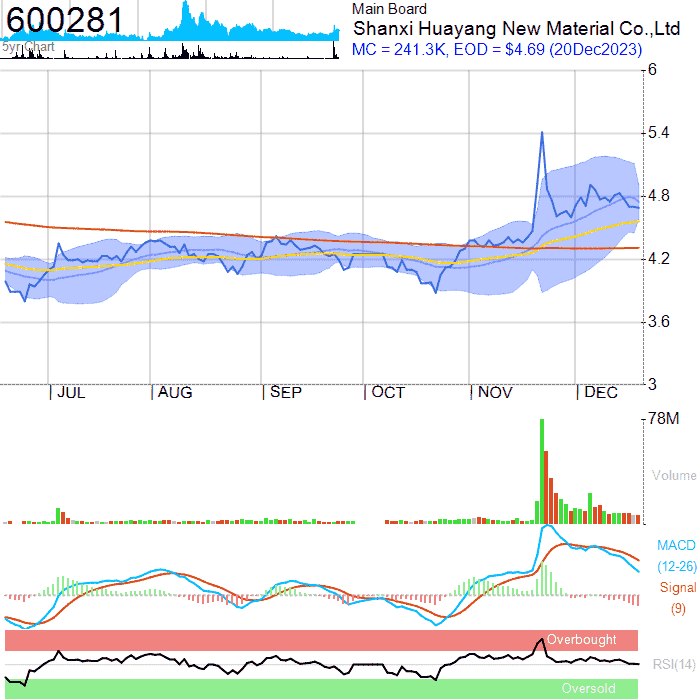 600281
Main Board
Shanxi Huayang New Material Co.,Ltd
5yr Chart
MC = 241.3K, EOD = $4.69 (20Dec2023)
6
5.4
4.8
4.2
3.6
3
JUL AUG SEP OCT NOV DEC
78M
Volume
MACD
(12-26)
Signal
(9)
Overbought
RSI(14)
Oversold